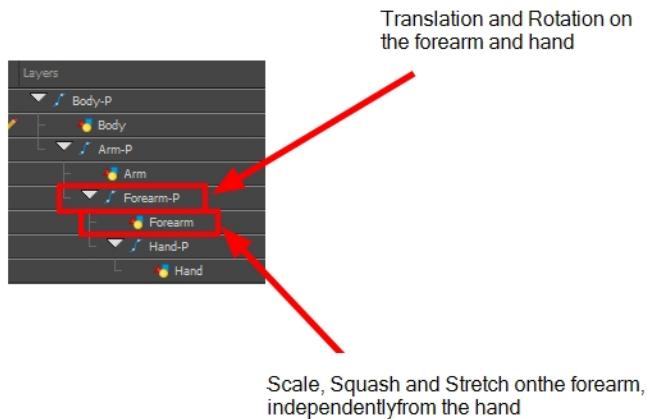 Translation and Rotation on
the forearm and hand
Layers
Body-P
Body
Arm-P
Arm
Forearm-P
Forearm
Hand-P
Hand
Scale, Squash and Stretch onthe forearm,
independentlyfrom the hand